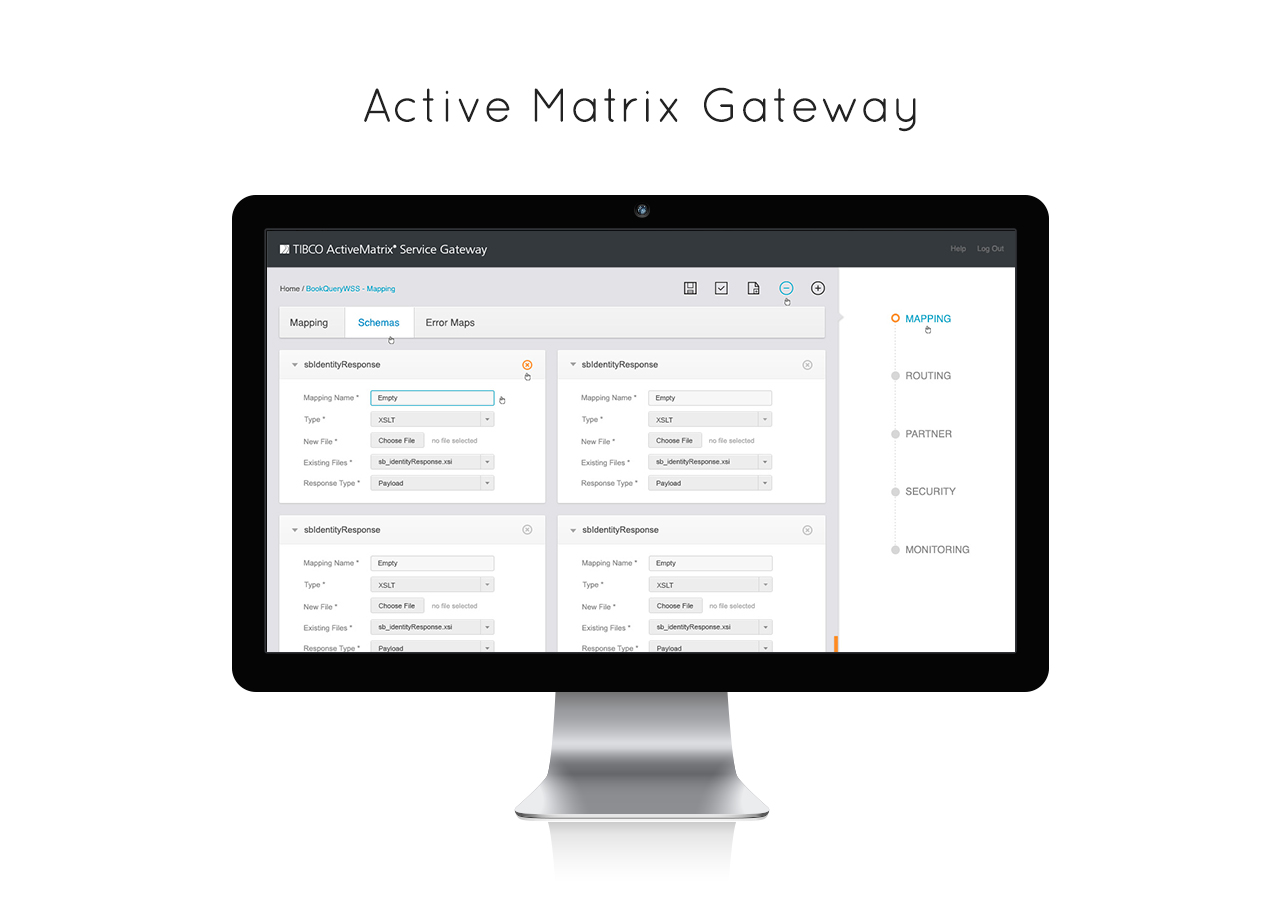 Active Matrix Gateway
TIBCO ActiveMatrix® Service Gateway
Help Log Out
Home / BookQueryWSS - Mapping
Mapping Schemas Error Maps
sbIdentityResponse
Mapping Name * Empty
Type * XSLT
New File * Choose File no file selected
Existing Files * sb_identityResponse.xsi
Response Type * Payload
sbIdentityResponse
Mapping Name * Empty
Type * XSLT
New File * Choose File no file selected
Existing Files * sb_identityResponse.xsi
Response Type * Payload
sbIdentityResponse
Mapping Name * Empty
Type * XSLT
New File * Choose File no file selected
Existing Files * sb_identityResponse.xsi
Response Type * Payload
sbIdentityResponse
Mapping Name * Empty
Type * XSLT
New File * Choose File no file selected
Existing Files * sb_identityResponse.xsi
Response Type * Payload
MAPPING
ROUTING
PARTNER
SECURITY
MONITORING